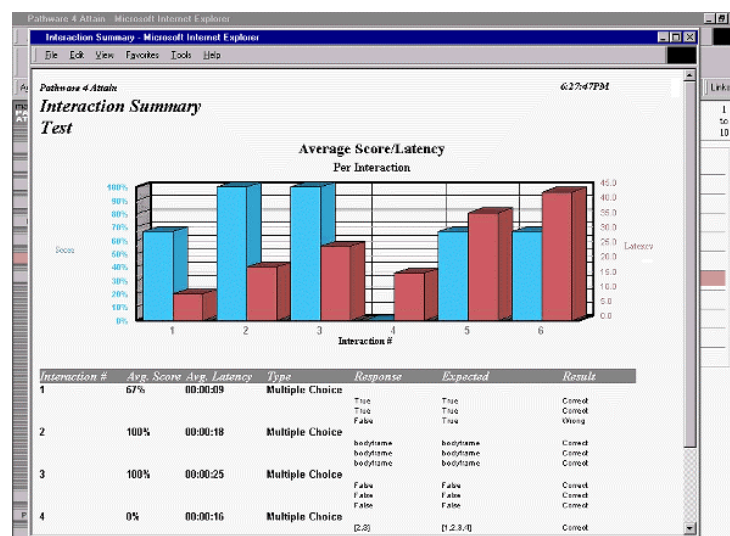 Pathware 4 Attain - Microsoft Internet Explorer
Interaction Summary - Microsoft Internet Explorer
File Edit View Favorites Tools Help
Links
Pathware 4 Attain 6:27:47PM
Interaction Summary
Test
1
to
10
Average Score/Latency
Per Interaction
100%
90%
80%
70%
60%
50%
40%
30%
20%
10%
0%
Score
45.0
40.0
35.0
30.0
25.0
20.0
15.0
10.0
5.0
0.0
Latency
1 2 3 4 5 6
Interaction #
Interaction # Avg. Score Avg. Latency Type Response Expected Result
1 67% 00:00:09 Multiple Choice
True True Correct
True True Correct
False True Wrong
2 100% 00:00:18 Multiple Choice
bodyframe bodyframe Correct
bodyframe bodyframe Correct
bodyframe bodyframe Correct
3 100% 00:00:25 Multiple Choice
False False Correct
False False Correct
False False Correct
4 0% 00:00:16 Multiple Choice
[2,3] [1,2,3,4] Correct